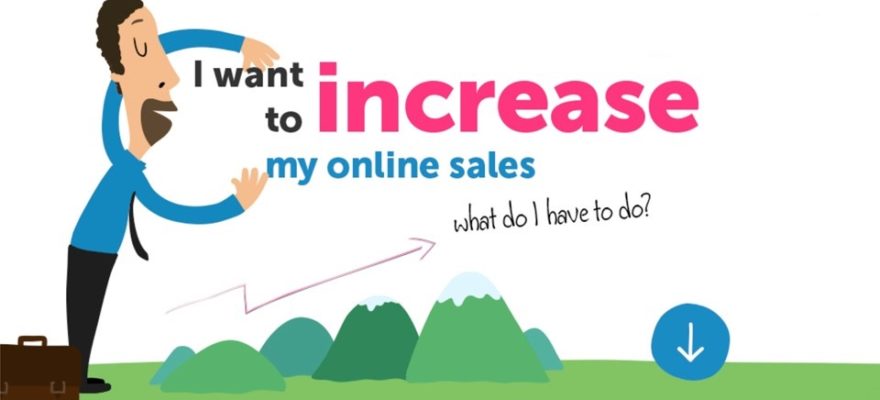 I want
to increase
my online sales
what do I have to do?